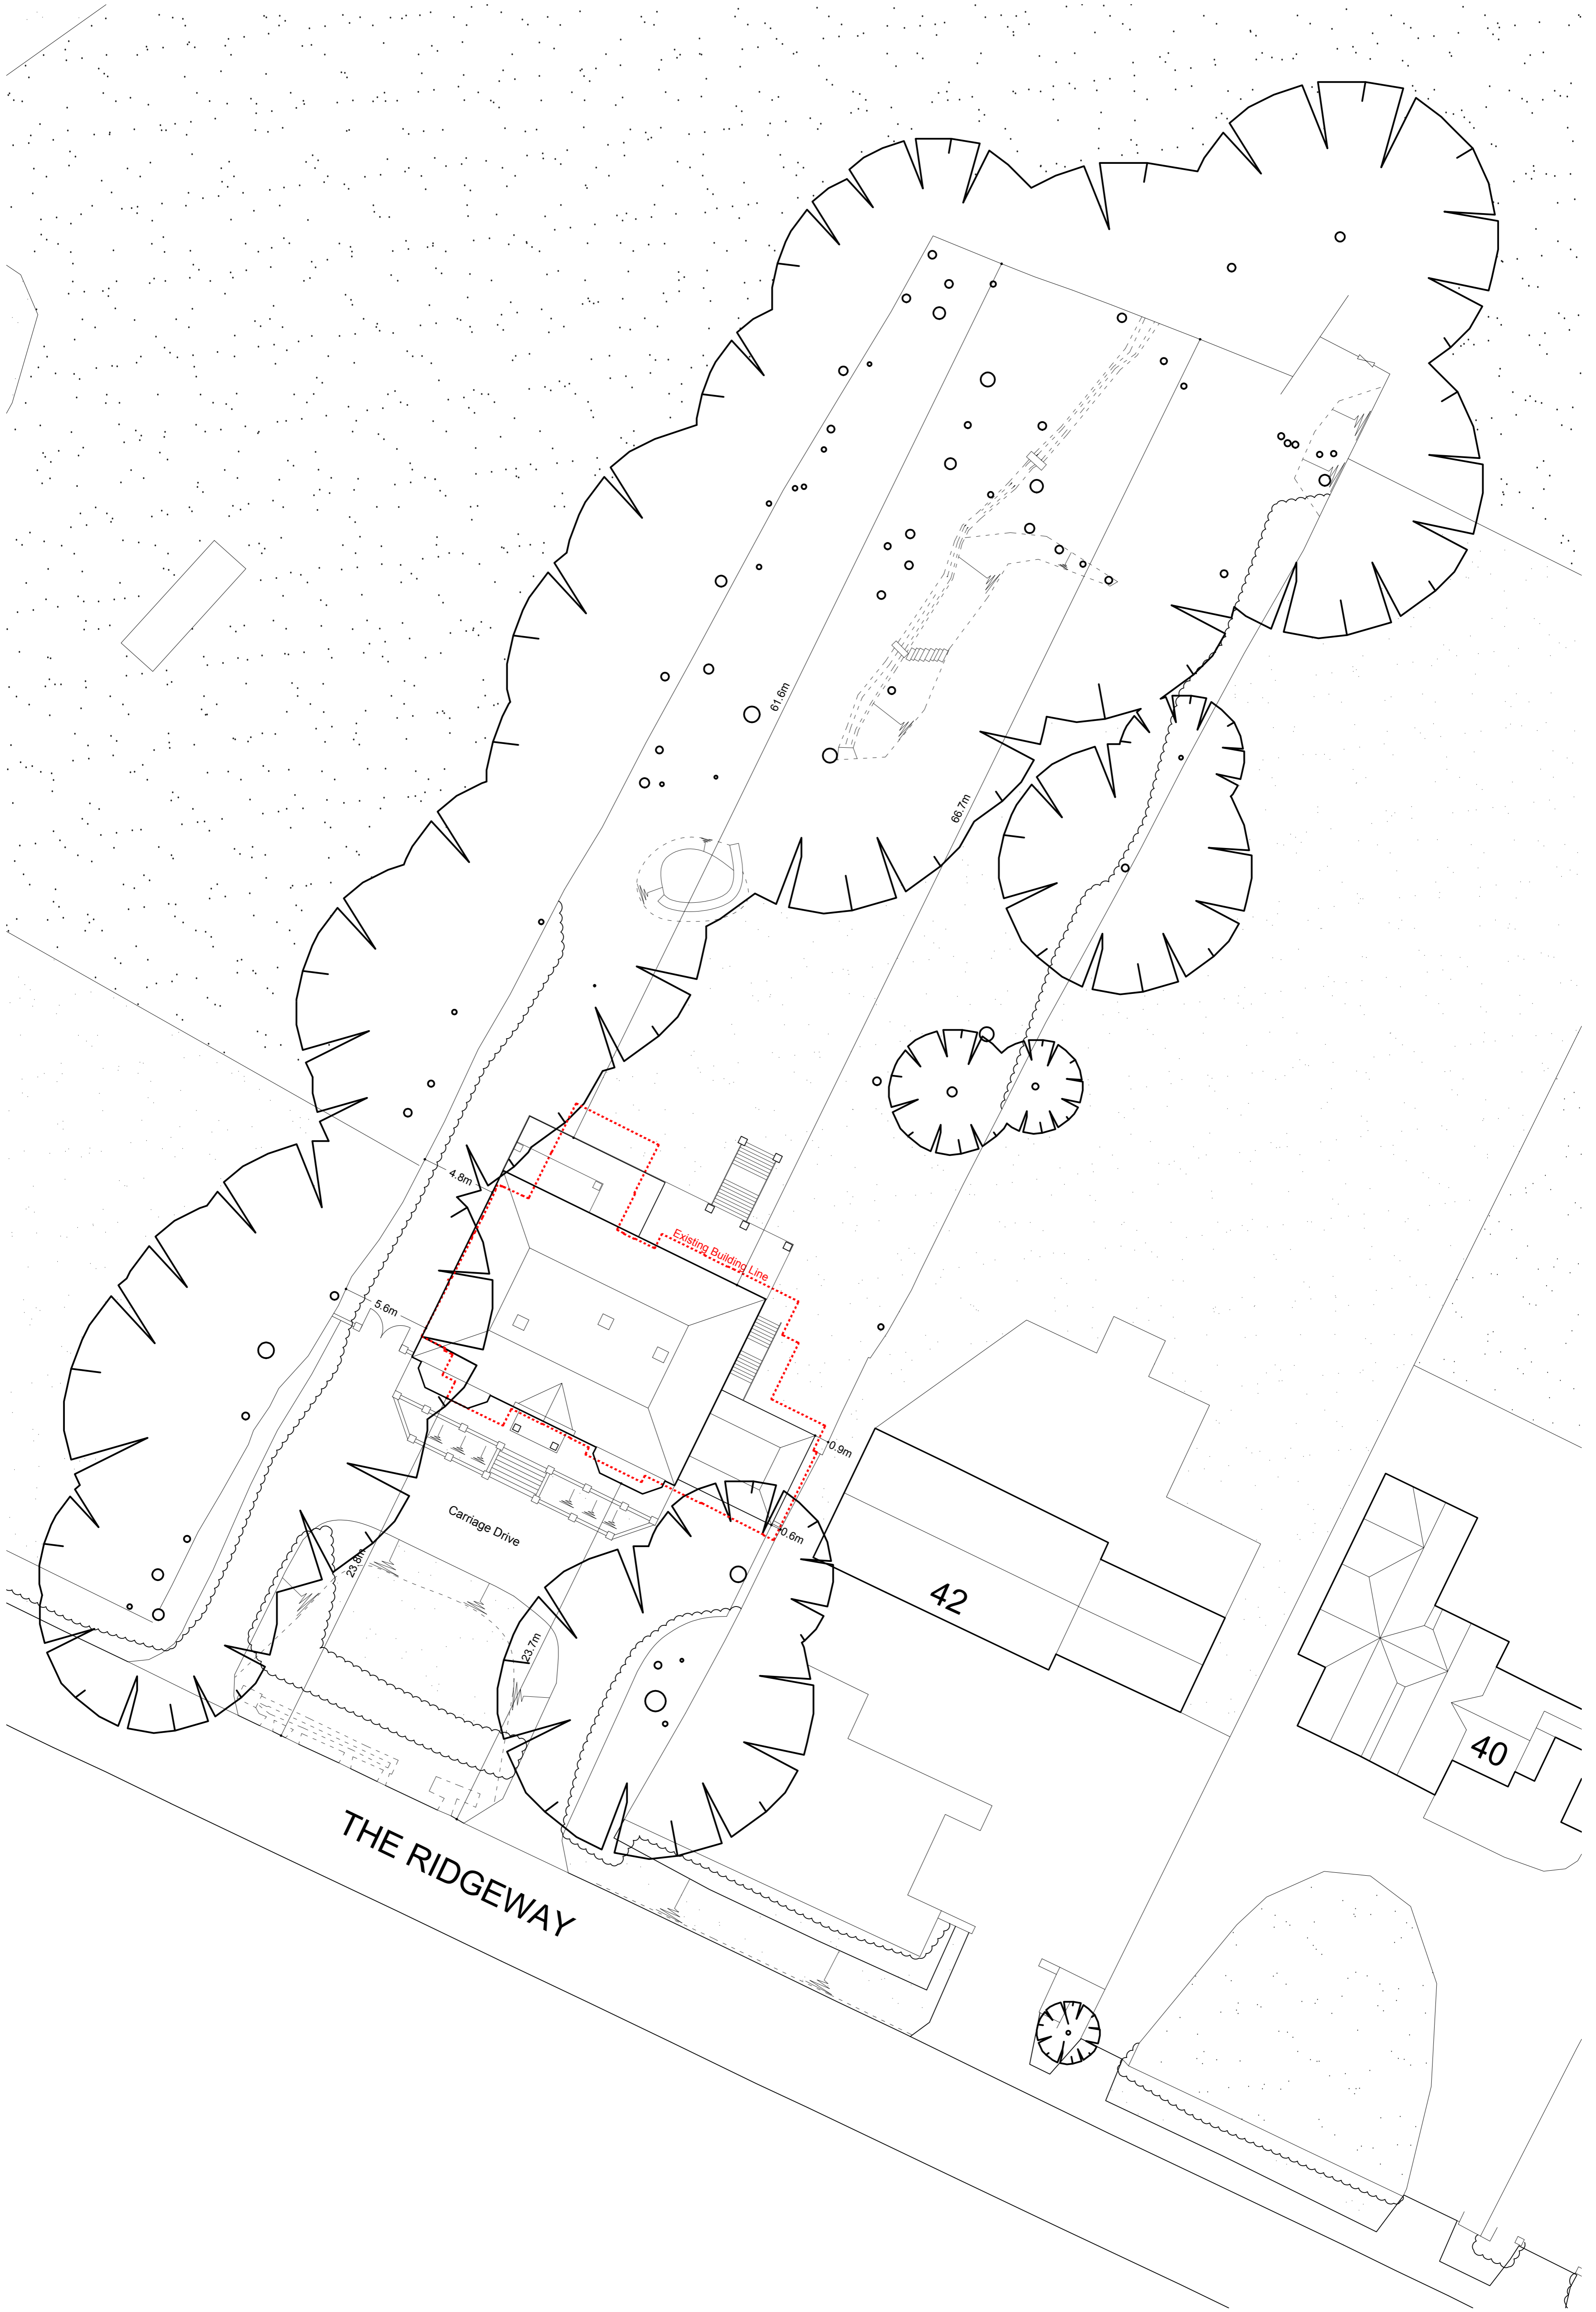 61.6m
66.7m
4.8m
Existing Building Line
5.6m
0.9m
Carriage Drive
0.6m
23.8m
42
23.7m
40
THE RIDGEWAY